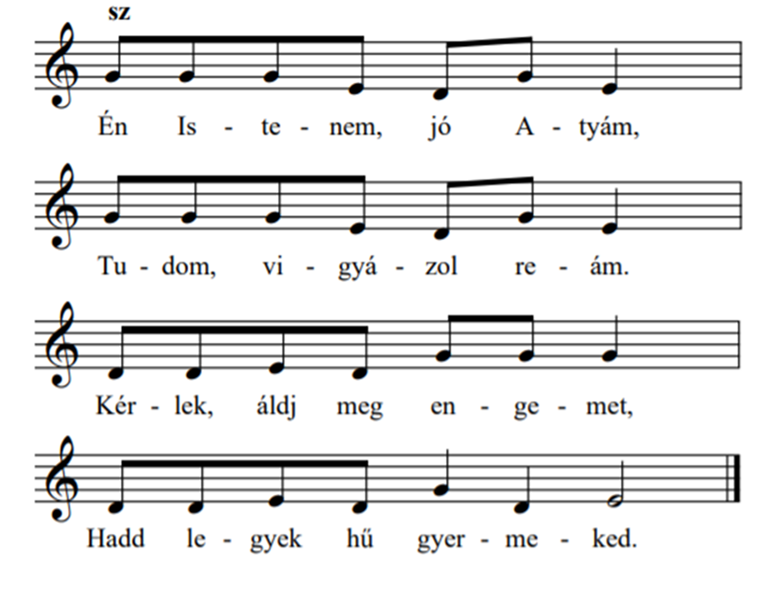 sz
Én Is - te - nem, jó A - tyám,
Tu - dom, vi - gyá - zol re - ám.
Kér - lek, áldj meg en - ge - met,
Hadd le - gyek hű gyer - me - ked.